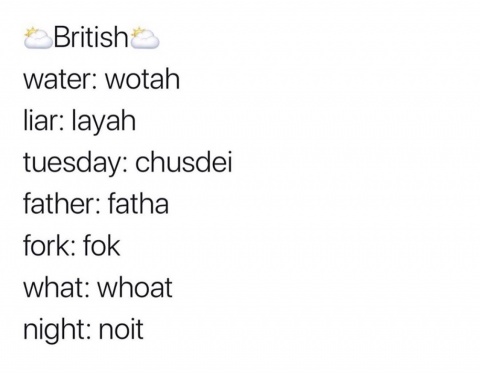 🌥️British🌥️
water: wotah
liar: layah
tuesday: chusdei
father: fatha
fork: fok
what: whoat
night: noit